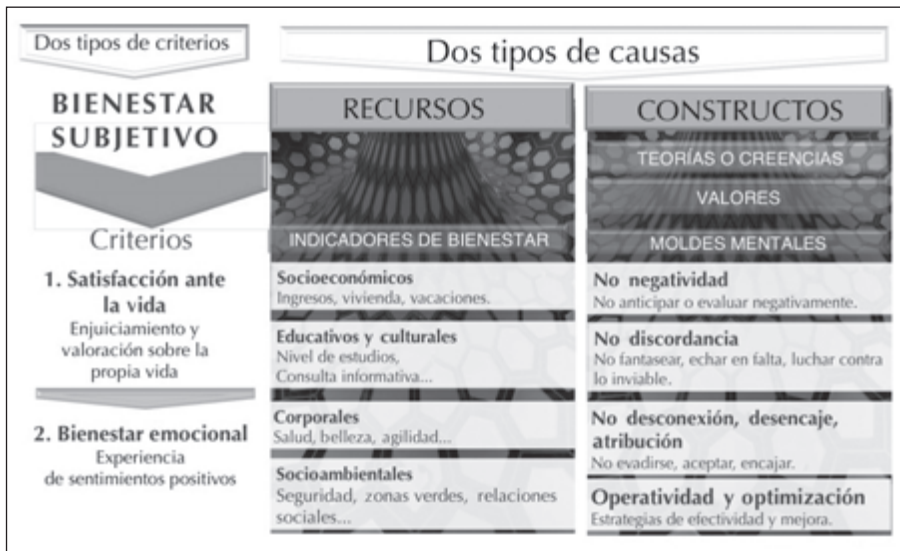 Dos tipos de criterios
Dos tipos de causas
BIENESTAR
SUBJETIVO
Criterios
1. Satisfacción ante
la vida
Enjuiciamiento y
valoración sobre la
propia vida
2. Bienestar emocional
Experiencia
de sentimientos positivos
RECURSOS
INDICADORES DE BIENESTAR
Socioeconómicos
Ingresos, vivienda, vacaciones.
Educativos y culturales
Nivel de estudios,
Consulta informativa...
Corporales
Salud, belleza, agilidad...
Socioambientales
Seguridad, zonas verdes, relaciones
sociales...
CONSTRUCTOS
TEORÍAS O CREENCIAS
VALORES
MOLDES MENTALES
No negatividad
No anticipar o evaluar negativamente.
No discordancia
No fantasear, echar en falta, luchar contra
lo inviable.
No desconexión, desencaje,
atribución
No evadirse, aceptar, encajar.
Operatividad y optimización
Estrategias de efectividad y mejora.